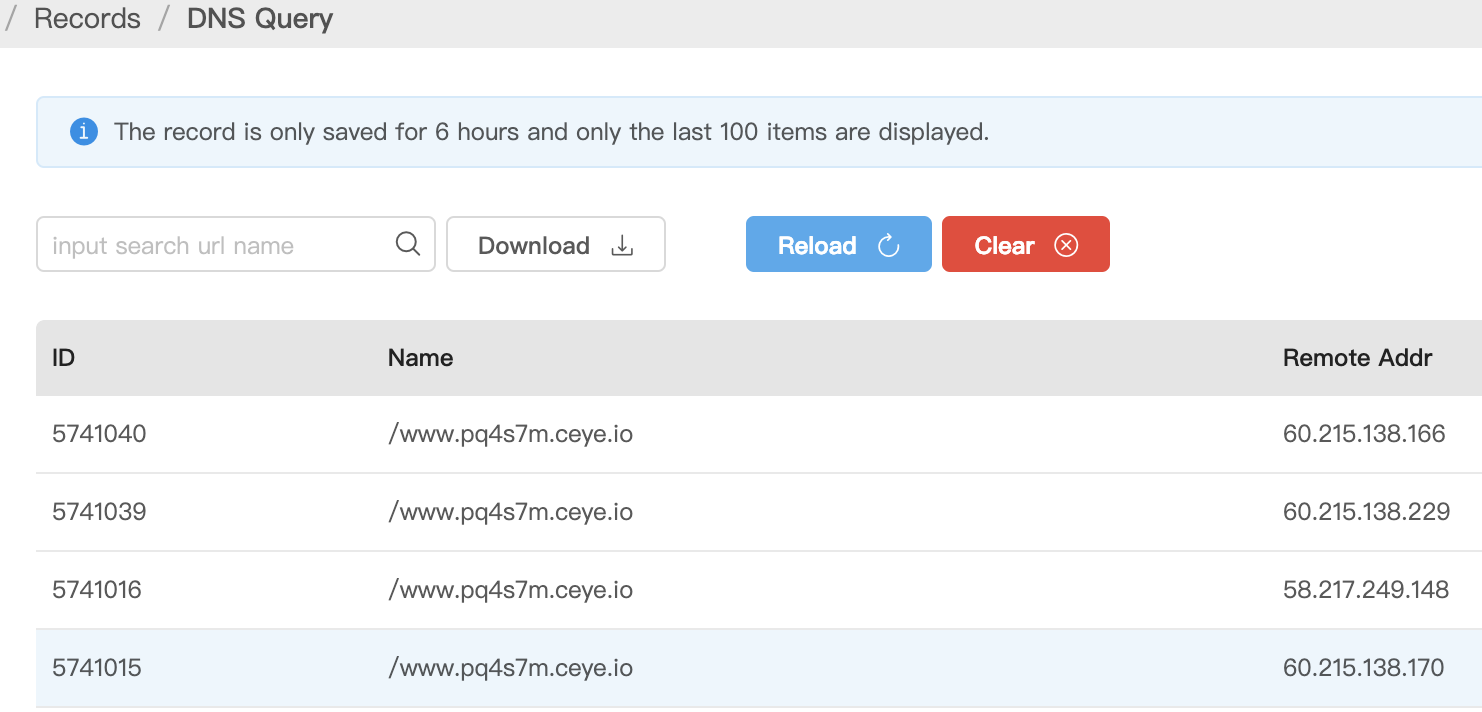 / Records / DNS Query
The record is only saved for 6 hours and only the last 100 items are displayed.
input search url name Download Reload Clear
ID Name Remote Addr
5741040 /www.pq4s7m.ceye.io 60.215.138.166
5741039 /www.pq4s7m.ceye.io 60.215.138.229
5741016 /www.pq4s7m.ceye.io 58.217.249.148
5741015 /www.pq4s7m.ceye.io 60.215.138.170